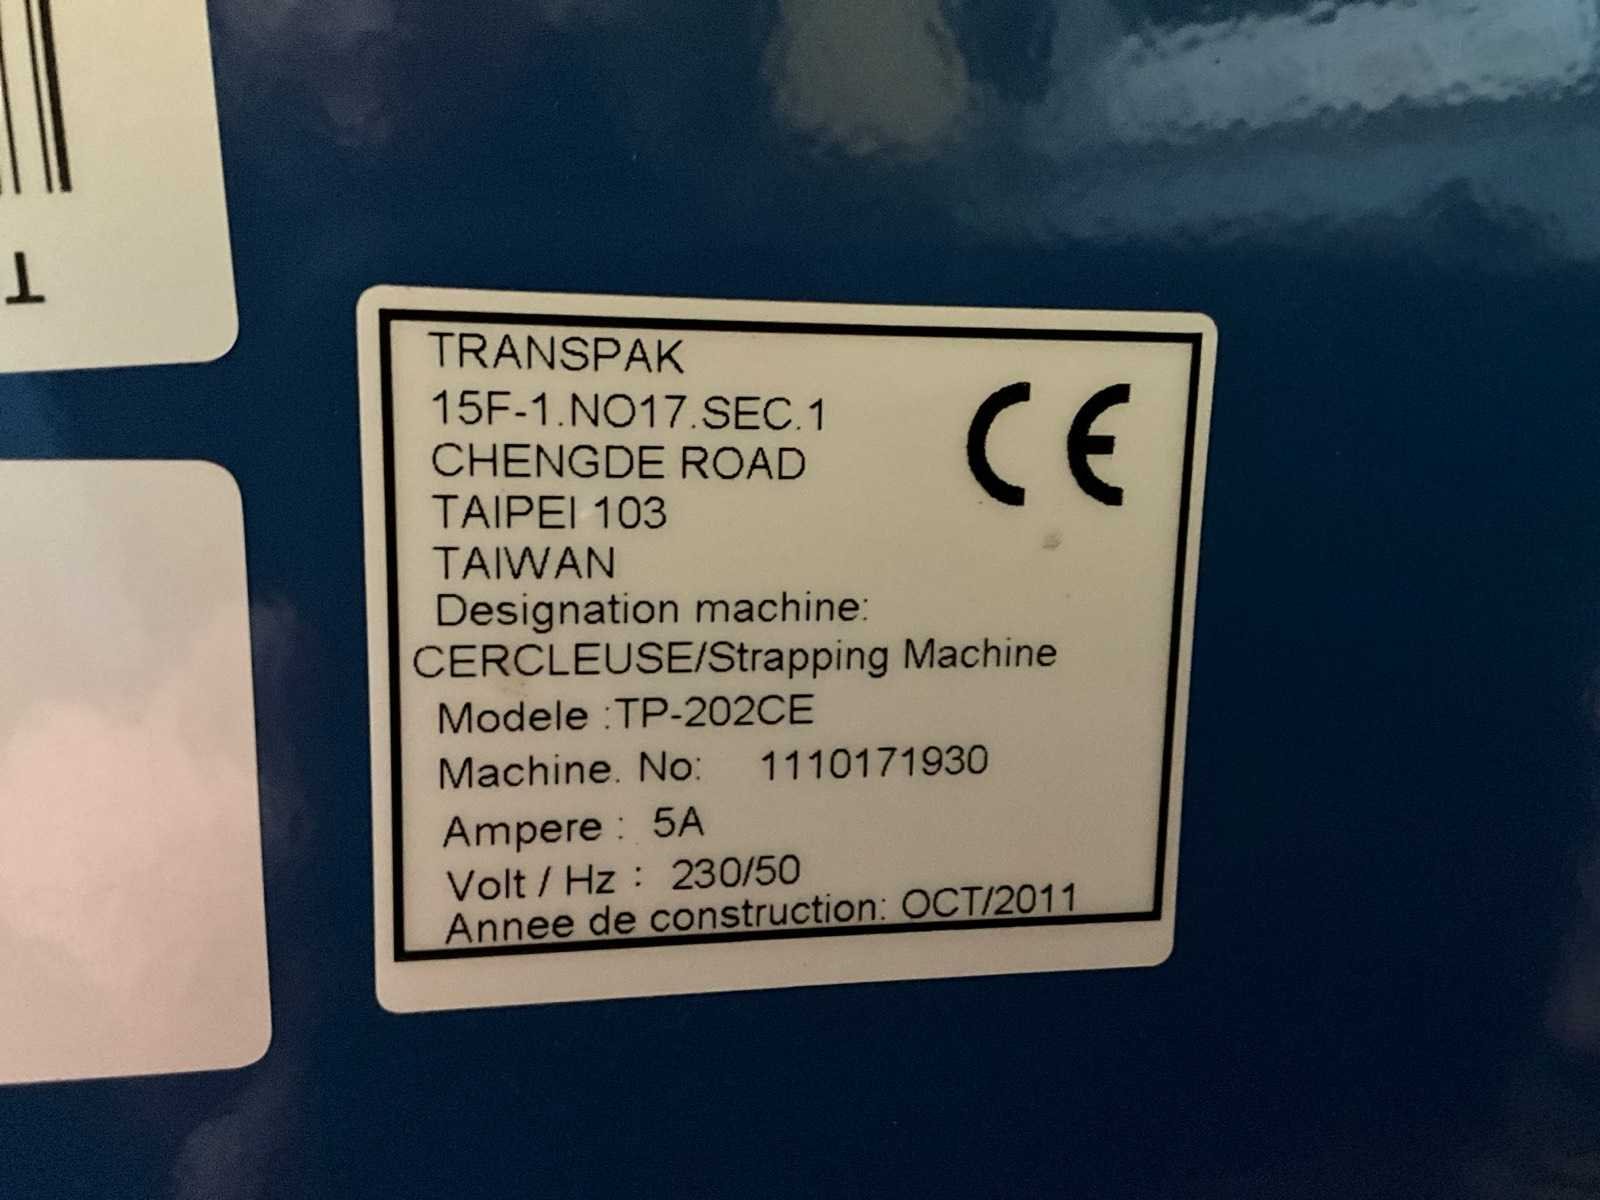 TRANSPAK
15F-1.NO17.SEC.1
CHENGDE ROAD
TAIPEI 103
TAIWAN
CE
Designation machine:
CERCLEUSE/Strapping Machine
Modele :TP-202CE
Machine. No: 1110171930
Ampere : 5A
Volt / Hz : 230/50
Annee de construction: OCT/2011
T